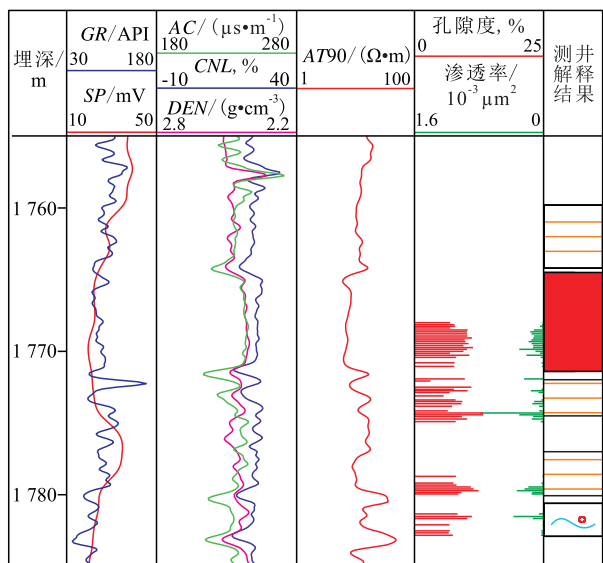 埋深/
m
GR/API
30 180
SP/mV
10 50
AC/(μs•m⁻¹)
180 280
CNL, %
-10 40
DEN/(g•cm⁻³)
2.8 2.2
AT90/(Ω•m)
1 100
孔隙度, %
0 25
渗透率/
10⁻³μm²
1.6 0
测井
解释
结果
1 760
1 770
1 780